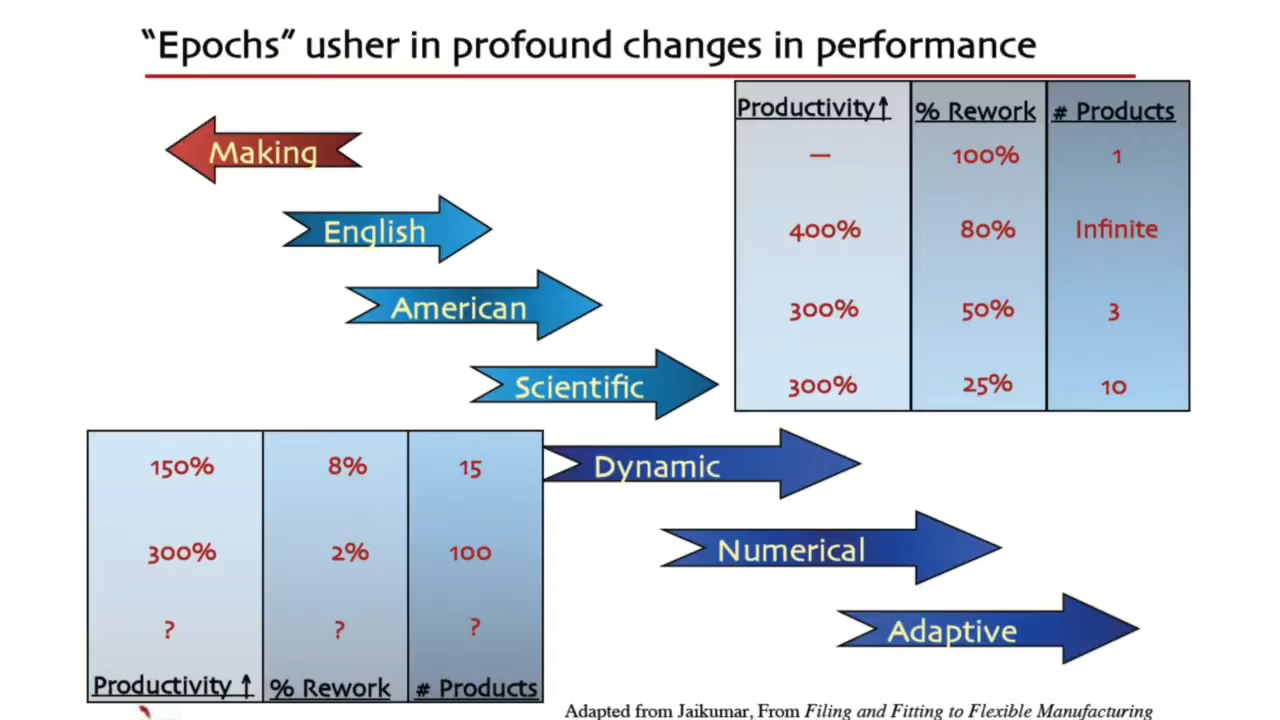 “Epochs” usher in profound changes in performance
Productivity↑ % Rework # Products
Making — 100% 1
English 400% 80% Infinite
American 300% 50% 3
Scientific 300% 25% 10
150% 8% 15 Dynamic
300% 2% 100 Numerical
? ? ? Adaptive
Productivity ↑ % Rework # Products
Adapted from Jaikumar, From Filing and Fitting to Flexible Manufacturing